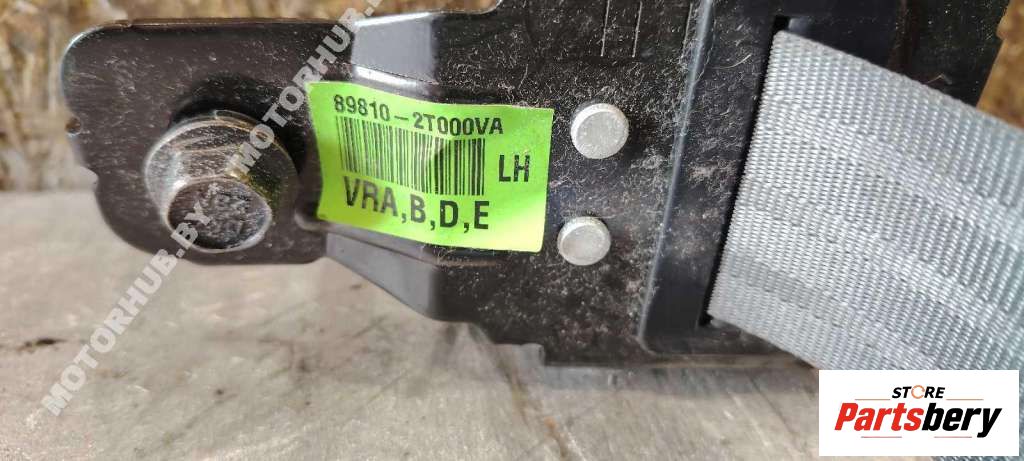 MOTORHUB.BY MOTORHUB.BY
89810-2T000VA
LH
VRA,B,D,E
STORE
Partsbery